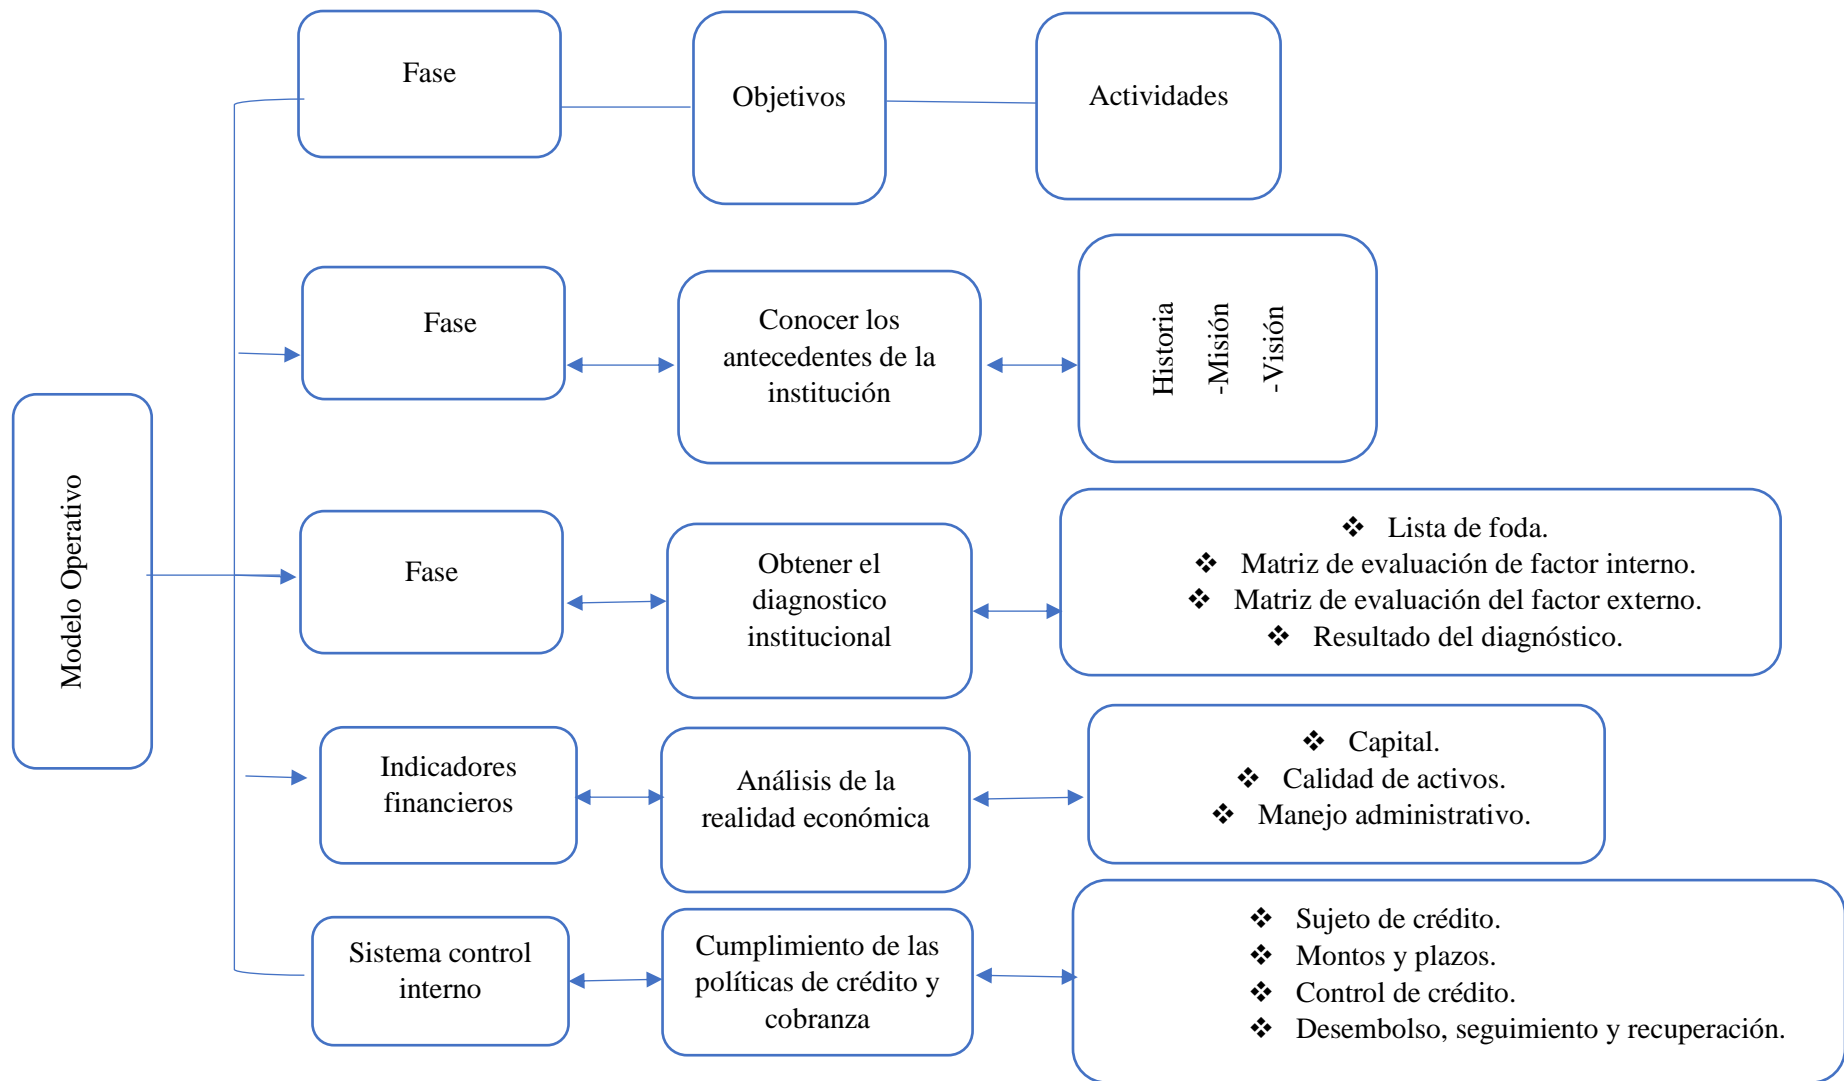 Fase
Objetivos
Actividades
Fase
Conocer los
antecedentes de la
institución
Historia
-Misión
-Visión
Modelo Operativo
Fase
Obtener el
diagnostico
institucional
❖ Lista de foda.
❖ Matriz de evaluación de factor interno.
❖ Matriz de evaluación del factor externo.
❖ Resultado del diagnóstico.
Indicadores
financieros
Análisis de la
realidad económica
❖ Capital.
❖ Calidad de activos.
❖ Manejo administrativo.
Sistema control
interno
Cumplimiento de las
políticas de crédito y
cobranza
❖ Sujeto de crédito.
❖ Montos y plazos.
❖ Control de crédito.
❖ Desembolso, seguimiento y recuperación.